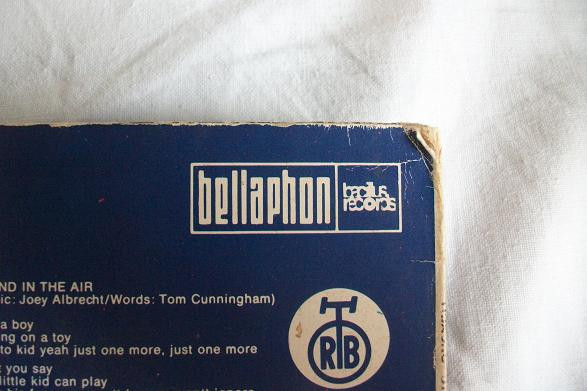 bellaphon
bacillus
records
ND IN THE AIR
ic: Joey Albrecht/Words: Tom Cunningham)
a boy
ng on a toy
to kid yeah just one more, just one more
t you say
little kid can play
RTB